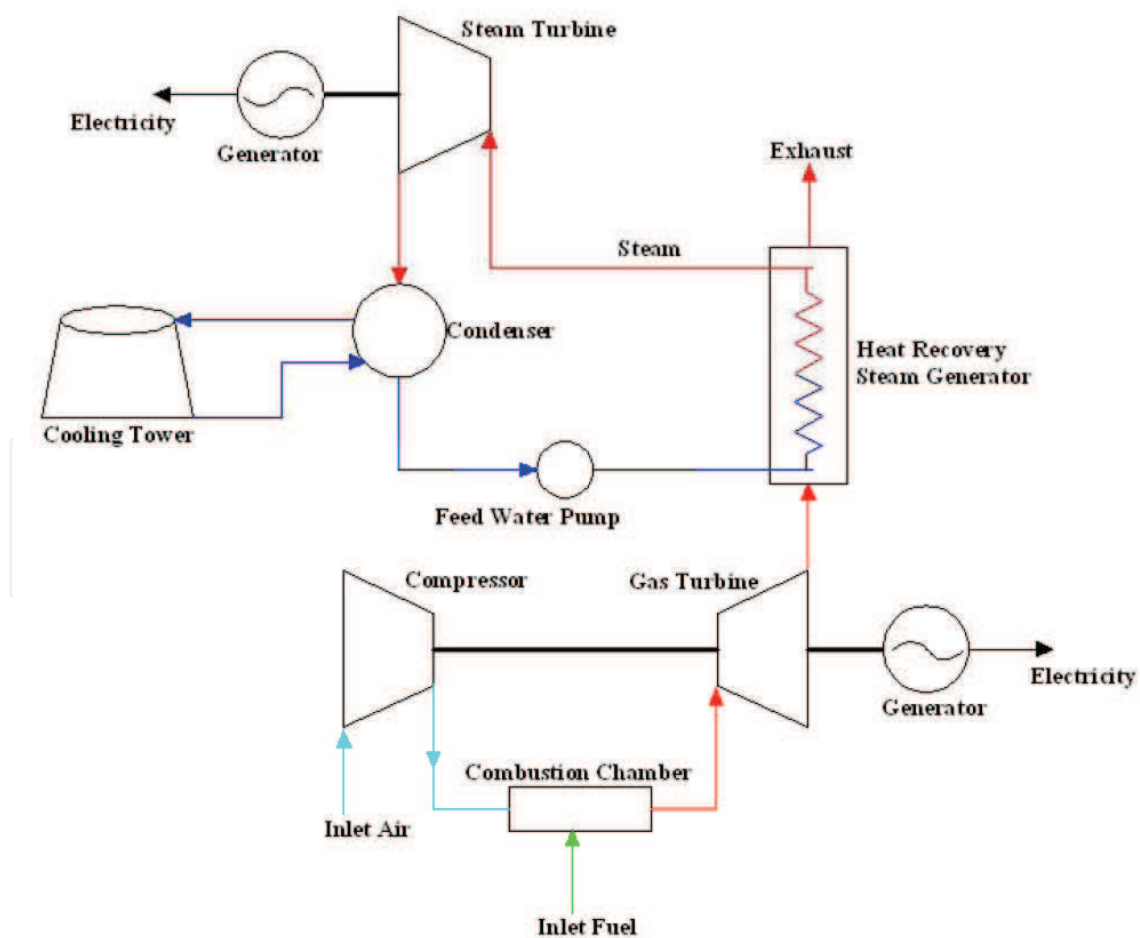 Steam Turbine
Electricity
Generator
Exhaust
Steam
Condenser
Heat Recovery
Steam Generator
Cooling Tower
Feed Water Pump
Compressor
Gas Turbine
Electricity
Generator
Combustion Chamber
Inlet Air
Inlet Fuel